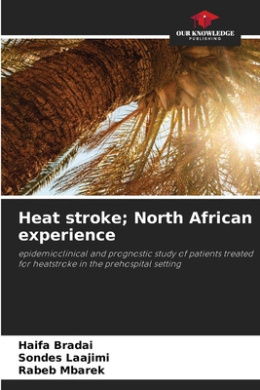 OUR KNOWLEDGE
PUBLISHING
Heat stroke; North African
experience
epidemioclinical and prognostic study of patients treated
for heatstroke in the prehospital setting
Haifa Bradai
Sondes Laajimi
Rabeb Mbarek